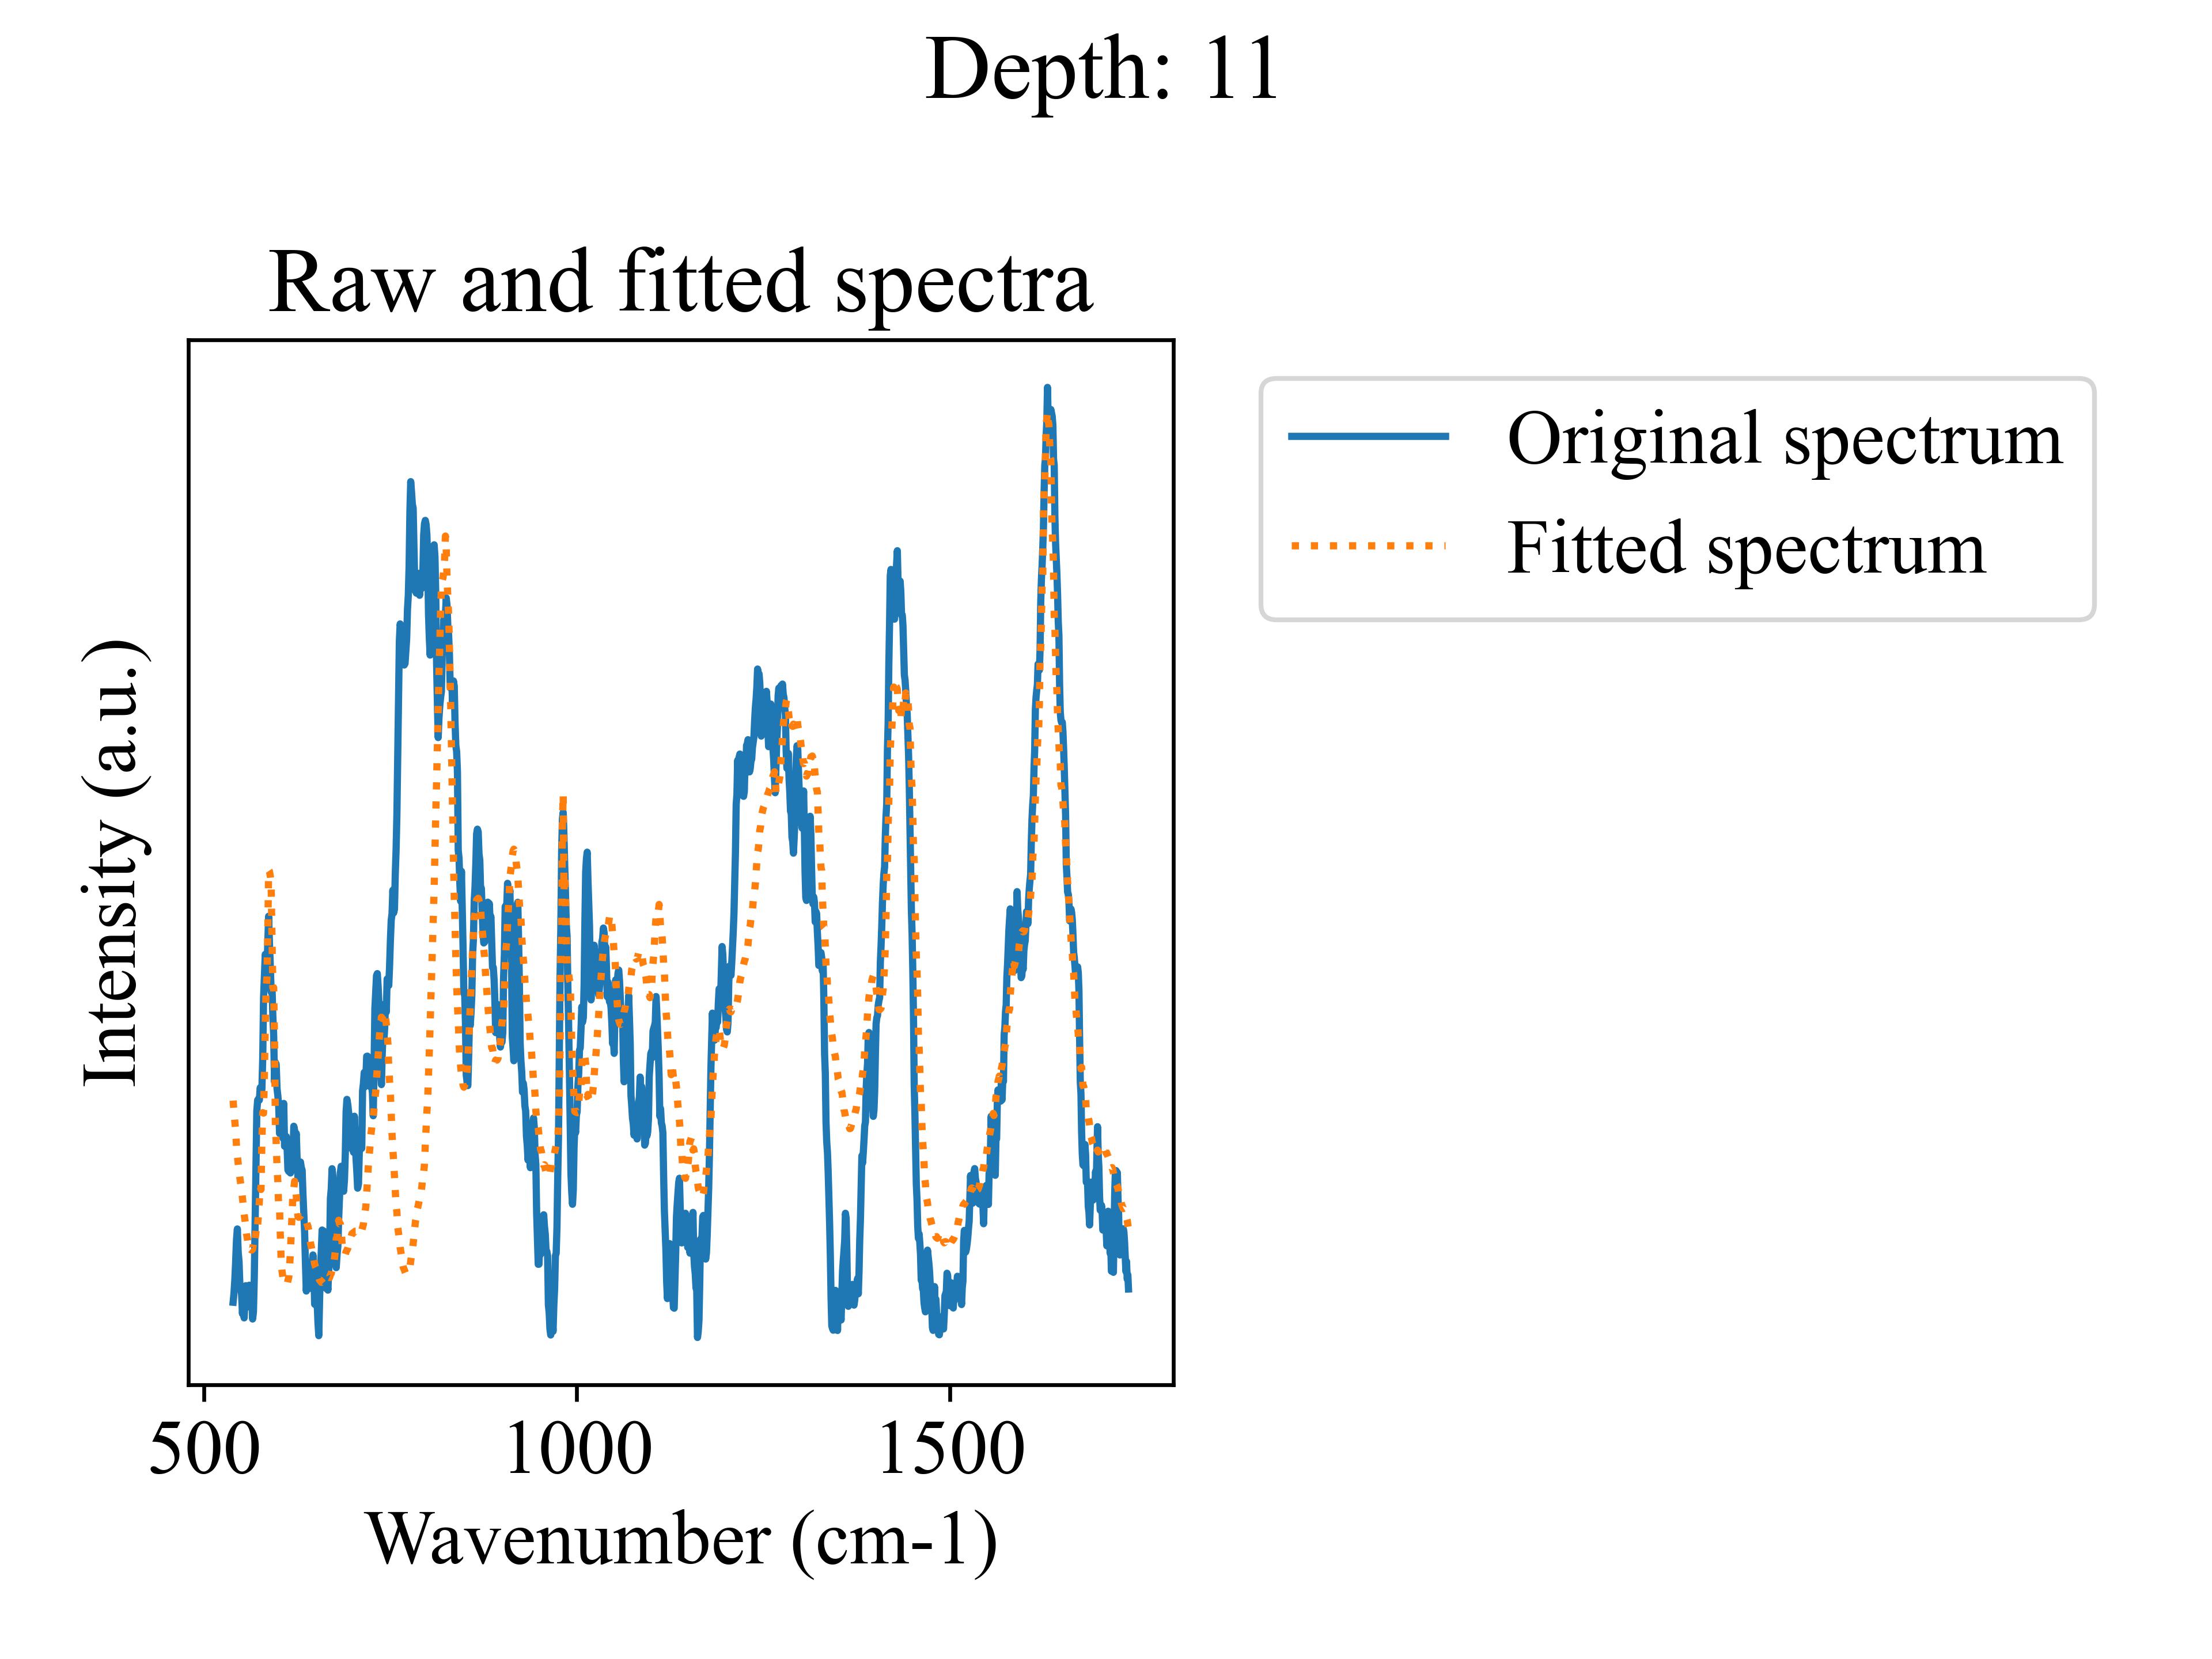 Depth: 11
Raw and fitted spectra
Original spectrum
Fitted spectrum
Intensity (a.u.)
500 1000 1500
Wavenumber (cm-1)